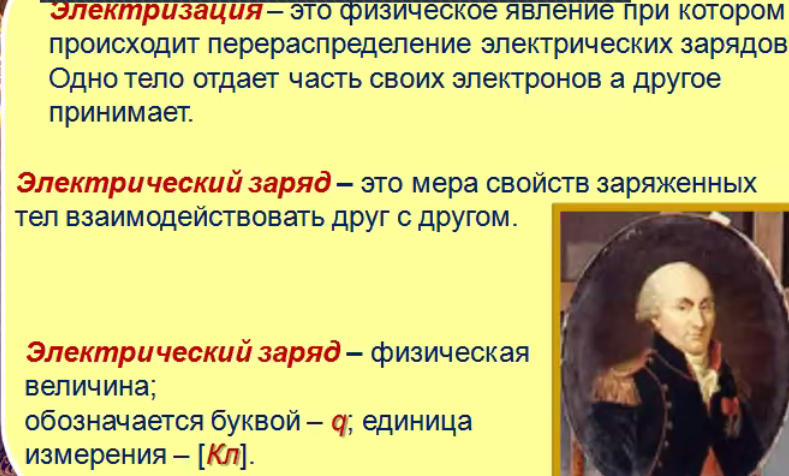 Электризация – это физическое явление при котором
происходит перераспределение электрических зарядов
Одно тело отдает часть своих электронов а другое
принимает.
Электрический заряд – это мера свойств заряженных
тел взаимодействовать друг с другом.
Электрический заряд – физическая
величина;
обозначается буквой – q; единица
измерения – [Кл].